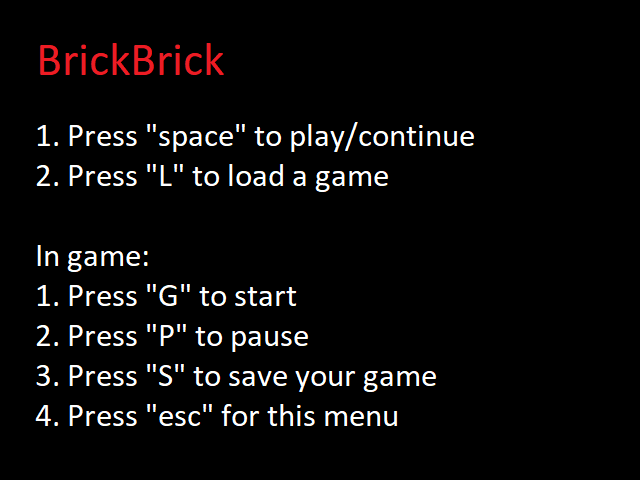 BrickBrick
1. Press "space" to play/continue
2. Press "L" to load a game
In game:
1. Press "G" to start
2. Press "P" to pause
3. Press "S" to save your game
4. Press "esc" for this menu